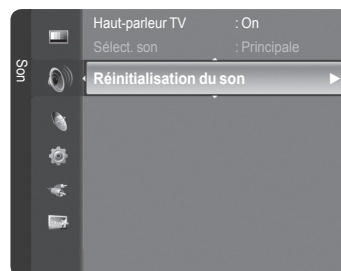 Son
Haut-parleur TV : On
Sélect. son : Principale
Réinitialisation du son